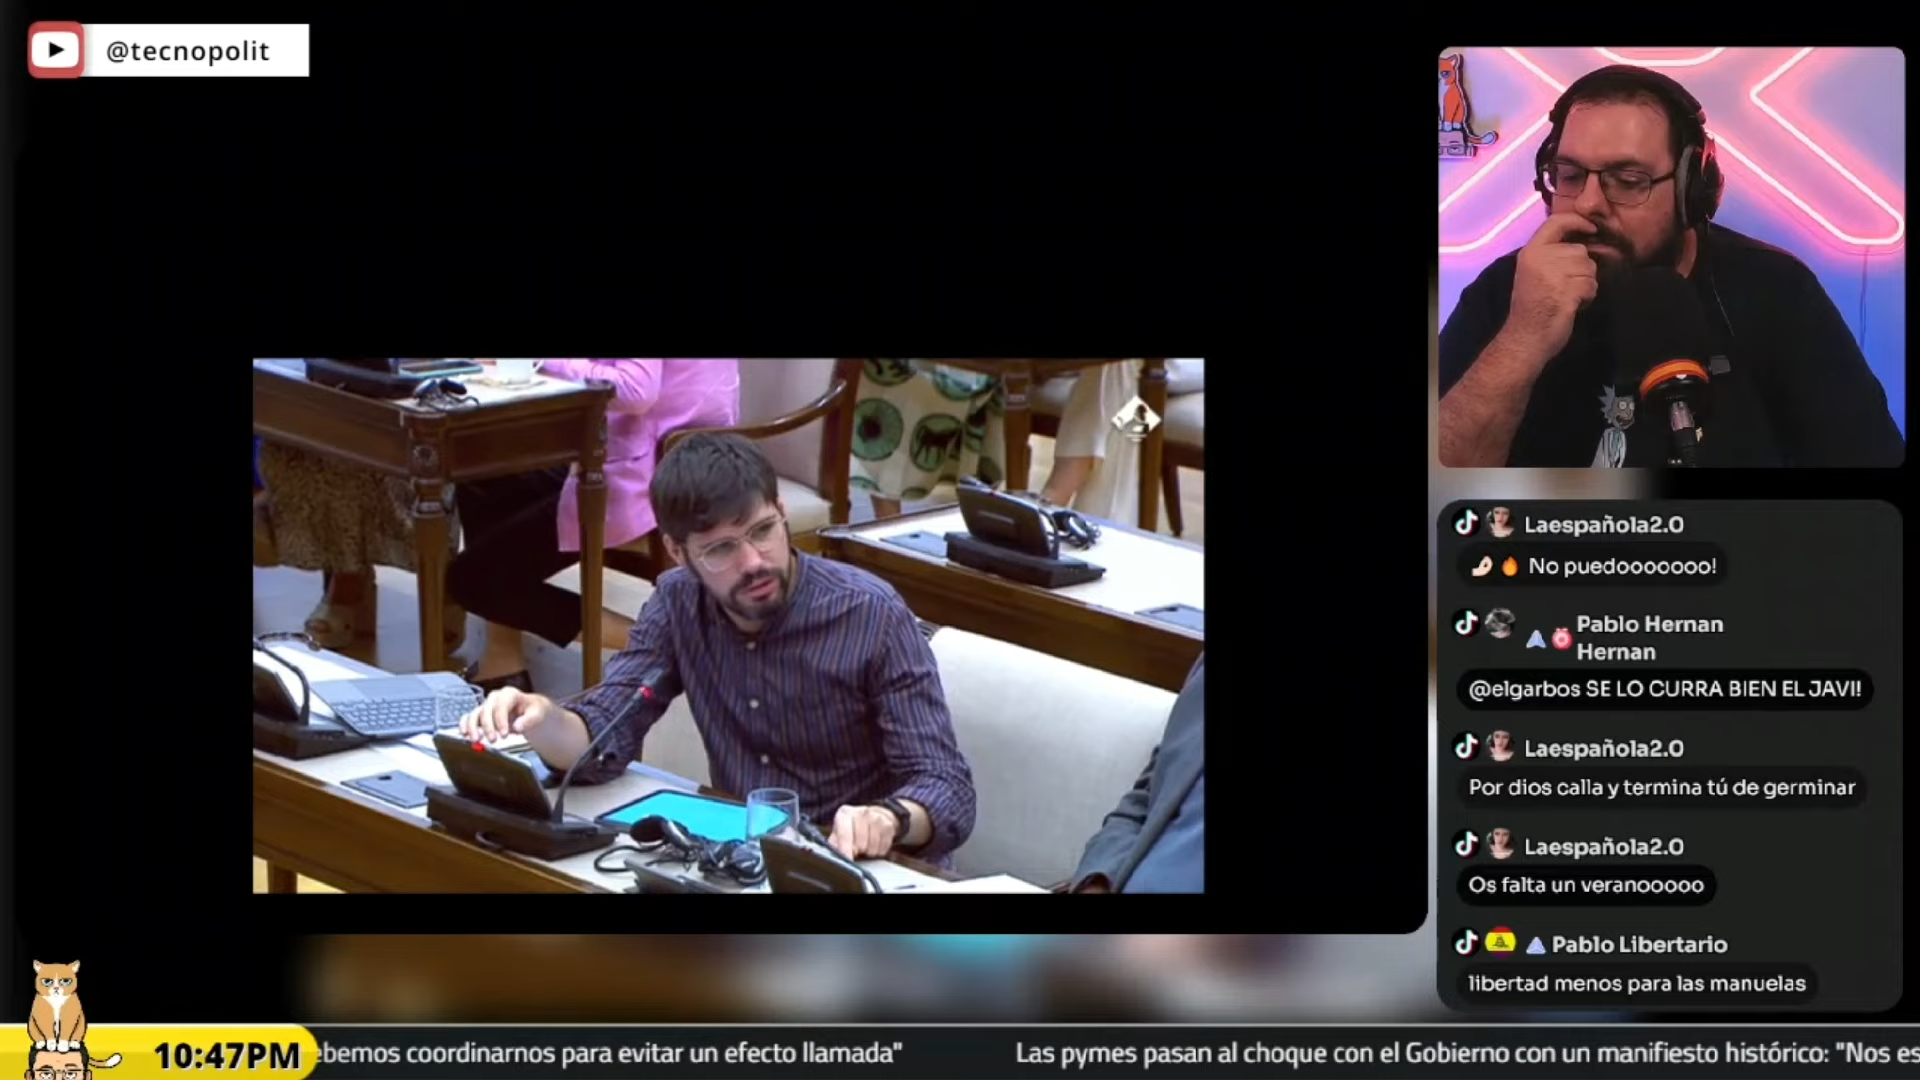 @tecnopolit
Laespañola2.0
🤌🏻🔥 No puedooooooo!
Pablo Hernan
Hernan
@elgarbos SE LO CURRA BIEN EL JAVI!
Laespañola2.0
Por dios calla y termina tú de germinar
Laespañola2.0
Os falta un veranooooo
Pablo Libertario
libertad menos para las manuelas
10:47PM
ebemos coordinarnos para evitar un efecto llamada"
Las pymes pasan al choque con el Gobierno con un manifiesto histórico: "Nos es